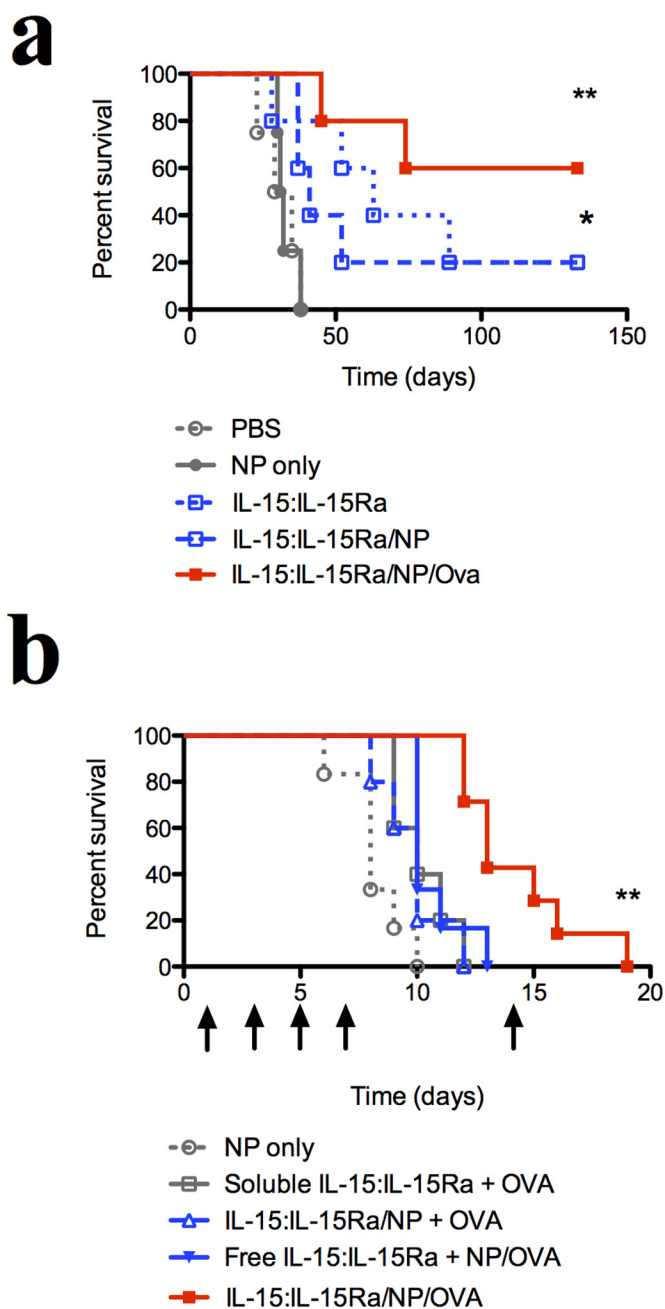 a
100
80
60
40
20
0
Percent survival
**
*
0 50 100 150
Time (days)
PBS
NP only
IL-15:IL-15Ra
IL-15:IL-15Ra/NP
IL-15:IL-15Ra/NP/Ova
b
100
80
60
40
20
0
Percent survival
**
0 5 10 15 20
Time (days)
NP only
Soluble IL-15:IL-15Ra + OVA
IL-15:IL-15Ra/NP + OVA
Free IL-15:IL-15Ra + NP/OVA
IL-15:IL-15Ra/NP/OVA